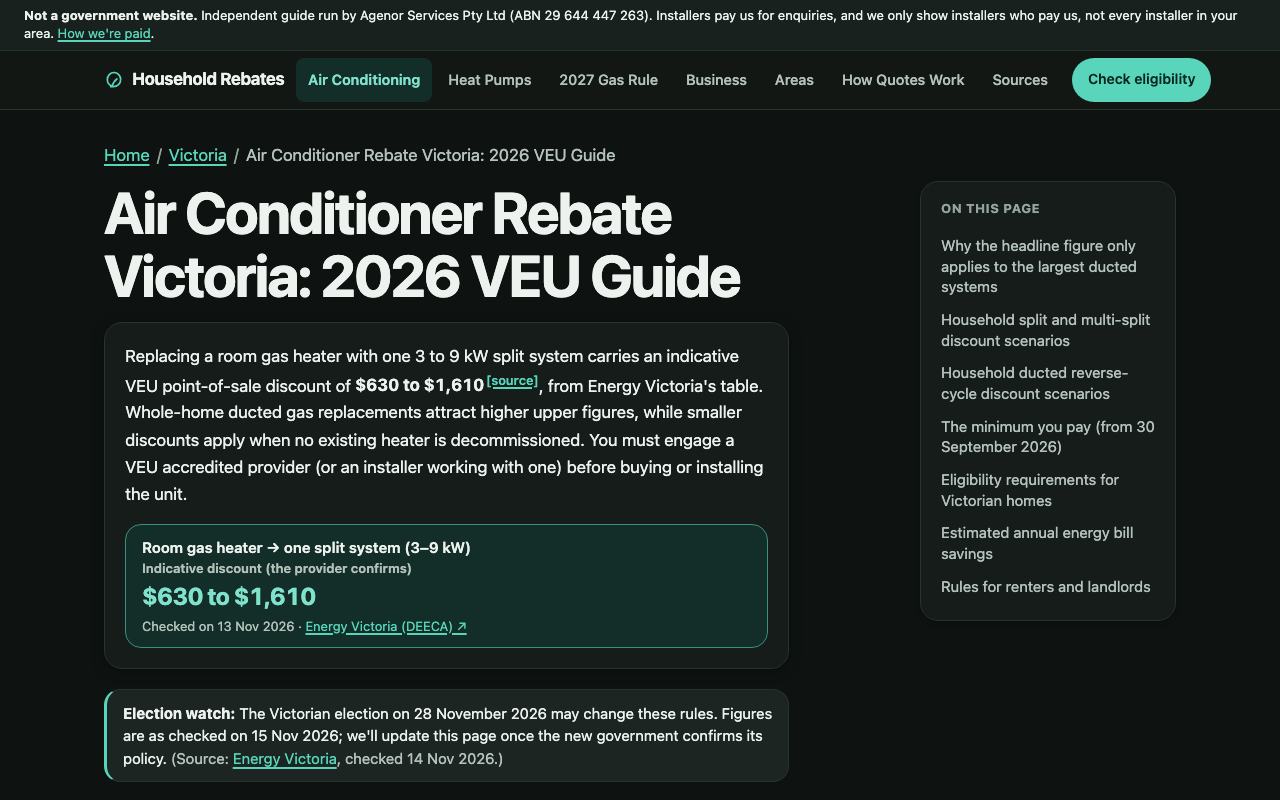 Not a government website. Independent guide run by Agenor Services Pty Ltd (ABN 29 644 447 263). Installers pay us for enquiries, and we only show installers who pay us, not every installer in your
area. How we're paid.
Household Rebates
Air Conditioning
Heat Pumps
2027 Gas Rule
Business
Areas
How Quotes Work
Sources
Check eligibility
Home / Victoria / Air Conditioner Rebate Victoria: 2026 VEU Guide
Air Conditioner Rebate
Victoria: 2026 VEU Guide
Replacing a room gas heater with one 3 to 9 kW split system carries an indicative
VEU point-of-sale discount of $630 to $1,610 [source], from Energy Victoria's table.
Whole-home ducted gas replacements attract higher upper figures, while smaller
discounts apply when no existing heater is decommissioned. You must engage a
VEU accredited provider (or an installer working with one) before buying or installing
the unit.
Room gas heater → one split system (3–9 kW)
Indicative discount (the provider confirms)
$630 to $1,610
Checked on 13 Nov 2026 · Energy Victoria (DEECA) ↗
Election watch: The Victorian election on 28 November 2026 may change these rules. Figures
are as checked on 15 Nov 2026; we'll update this page once the new government confirms its
policy. (Source: Energy Victoria, checked 14 Nov 2026.)
ON THIS PAGE
Why the headline figure only
applies to the largest ducted
systems
Household split and multi-split
discount scenarios
Household ducted reverse-
cycle discount scenarios
The minimum you pay (from 30
September 2026)
Eligibility requirements for
Victorian homes
Estimated annual energy bill
savings
Rules for renters and landlords